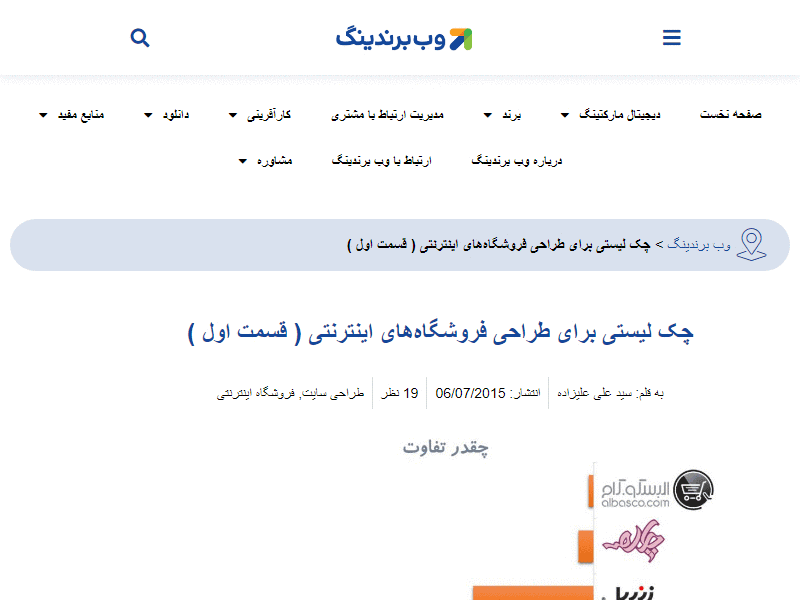 وب‌برندینگ
صفحه نخست دیجیتال مارکتینگ برند مدیریت ارتباط با مشتری کارآفرینی دانلود منابع مفید
درباره وب برندینگ ارتباط با وب برندینگ مشاوره
وب برندینگ > چک لیستی برای طراحی فروشگاه‌های اینترنتی ( قسمت اول )
چک لیستی برای طراحی فروشگاه‌های اینترنتی ( قسمت اول )
به قلم: سید علی علیزاده انتشار: 06/07/2015 19 نظر طراحی سایت, فروشگاه اینترنتی
چقدر تفاوت
البسکو.کام
albasco.com